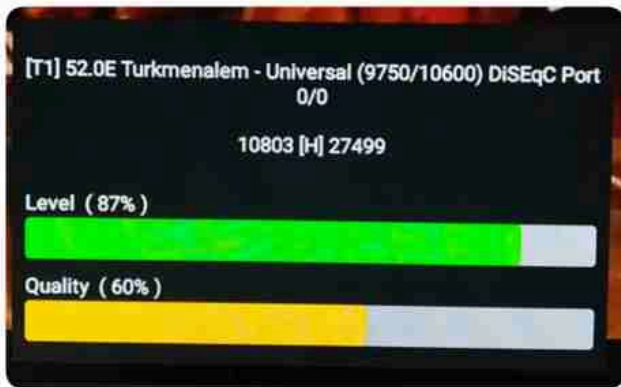 [T1] 52.0E Turkmenalem - Universal (9750/10600) DiSEqC Port
0/0
10803 [H] 27499
Level ( 87% )
Quality ( 60% )